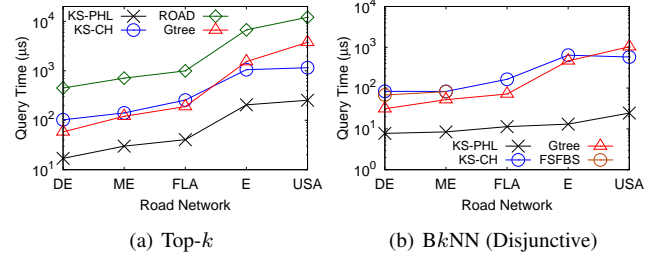 KS-PHL ROAD
KS-CH Gtree
Query Time (μs)
10^4
10^3
10^2
10^1
DE ME FLA E USA
Road Network
(a) Top-k
Query Time (μs)
10^4
10^3
10^2
10^1
10^0
KS-PHL Gtree
KS-CH FSFBS
DE ME FLA E USA
Road Network
(b) BkNN (Disjunctive)